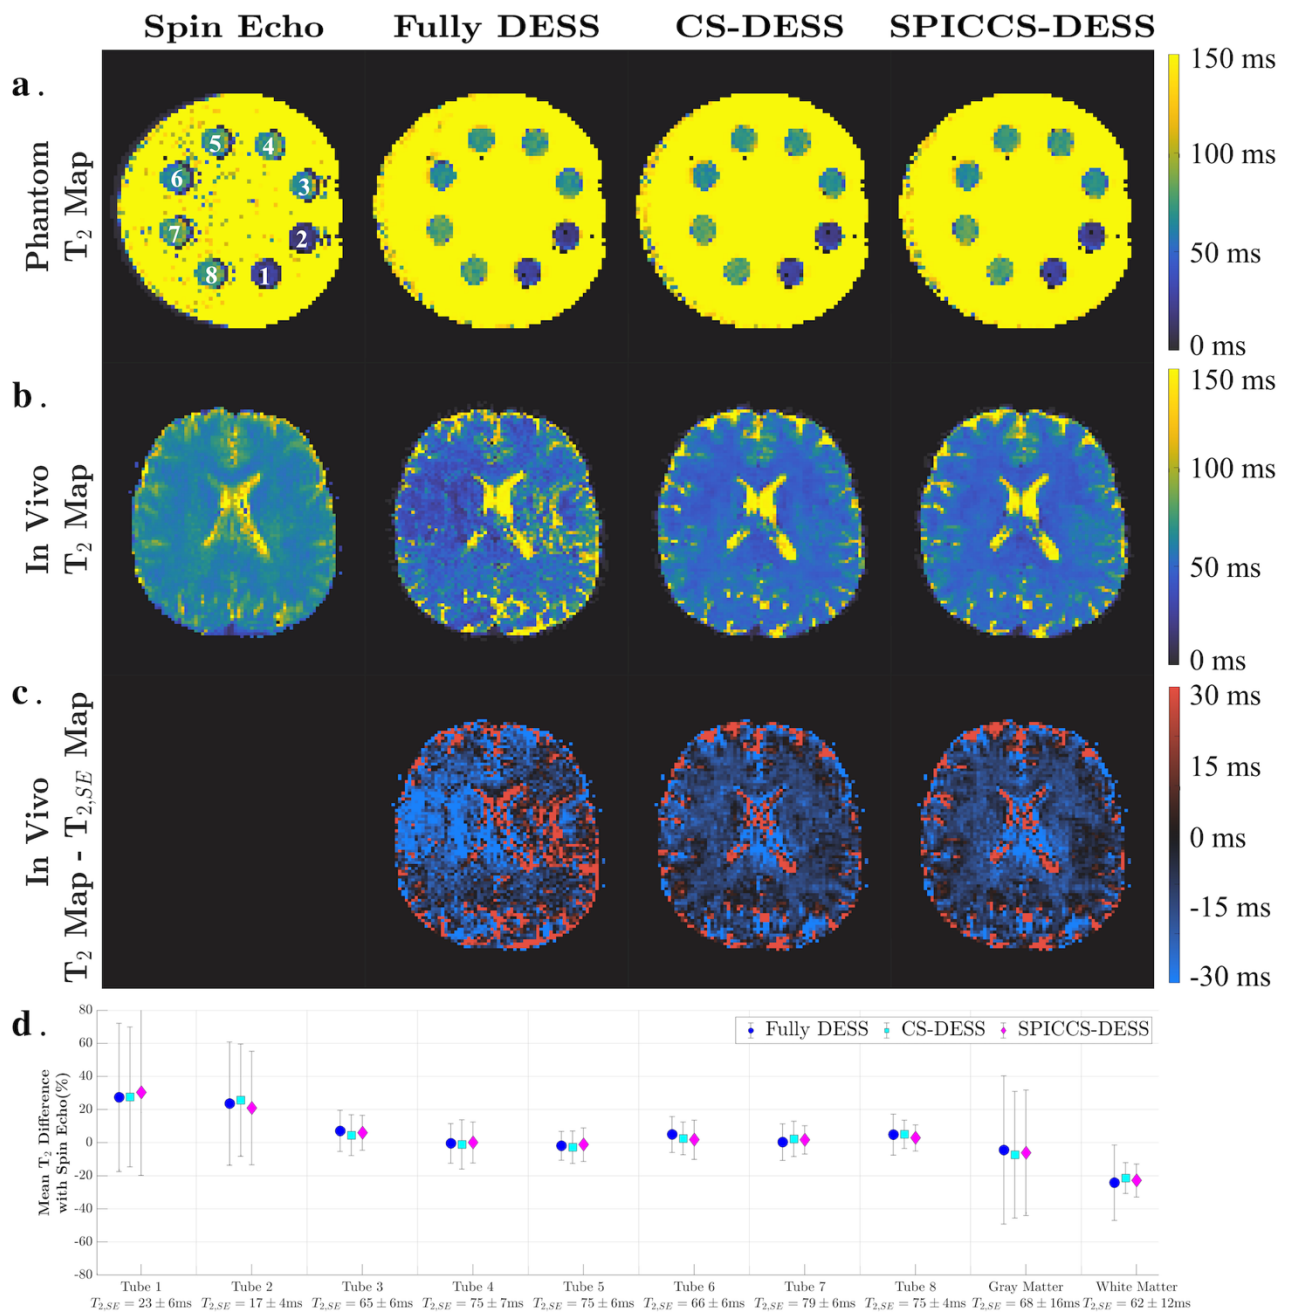 Spin Echo Fully DESS CS-DESS SPICCS-DESS
a.
Phantom
T2 Map
5 4
6 3
7 2
8 1
150 ms
100 ms
50 ms
0 ms
b.
In Vivo
T2 Map
150 ms
100 ms
50 ms
0 ms
c.
In Vivo
T2 Map - T2,SE Map
30 ms
15 ms
0 ms
-15 ms
-30 ms
d.
Mean T2 Difference
with Spin Echo(%)
80
60
40
20
0
-20
-40
-60
-80
Fully DESS CS-DESS SPICCS-DESS
Tube 1 Tube 2 Tube 3 Tube 4 Tube 5 Tube 6 Tube 7 Tube 8 Gray Matter White Matter
T2,SE = 23 ± 6ms T2,SE = 17 ± 4ms T2,SE = 65 ± 6ms T2,SE = 75 ± 7ms T2,SE = 75 ± 6ms T2,SE = 66 ± 6ms T2,SE = 79 ± 6ms T2,SE = 75 ± 4ms T2,SE = 68 ± 16ms T2,SE = 62 ± 12ms